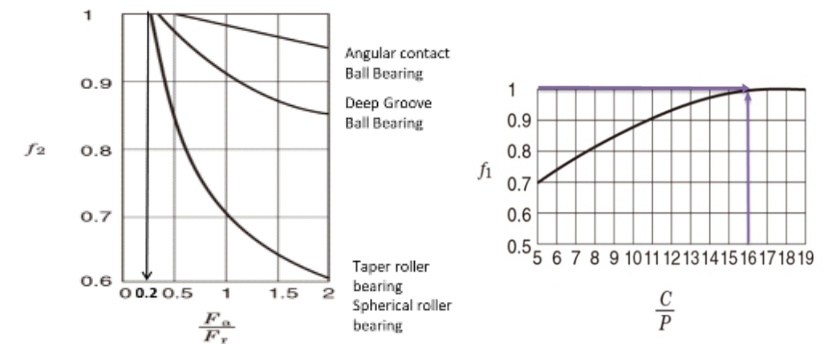 1
0.9
f₂
0.8
0.7
0.6
0 0.2 0.5 1 1.5 2
Fa
Fr
Angular contact
Ball Bearing
Deep Groove
Ball Bearing
Taper roller
bearing
Spherical roller
bearing
1
0.9
0.8
f₁
0.7
0.6
0.5
5 6 7 8 9 10 11 12 13 14 15 16 17 18 19
C
P